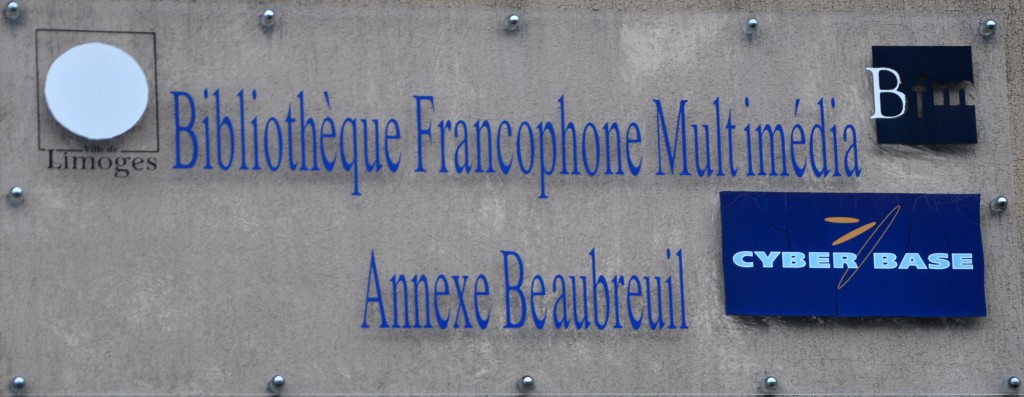 Ville de
Limoges
Bibliothèque Francophone Multimédia
Bfm
Annexe Beaubreuil
CYBER BASE